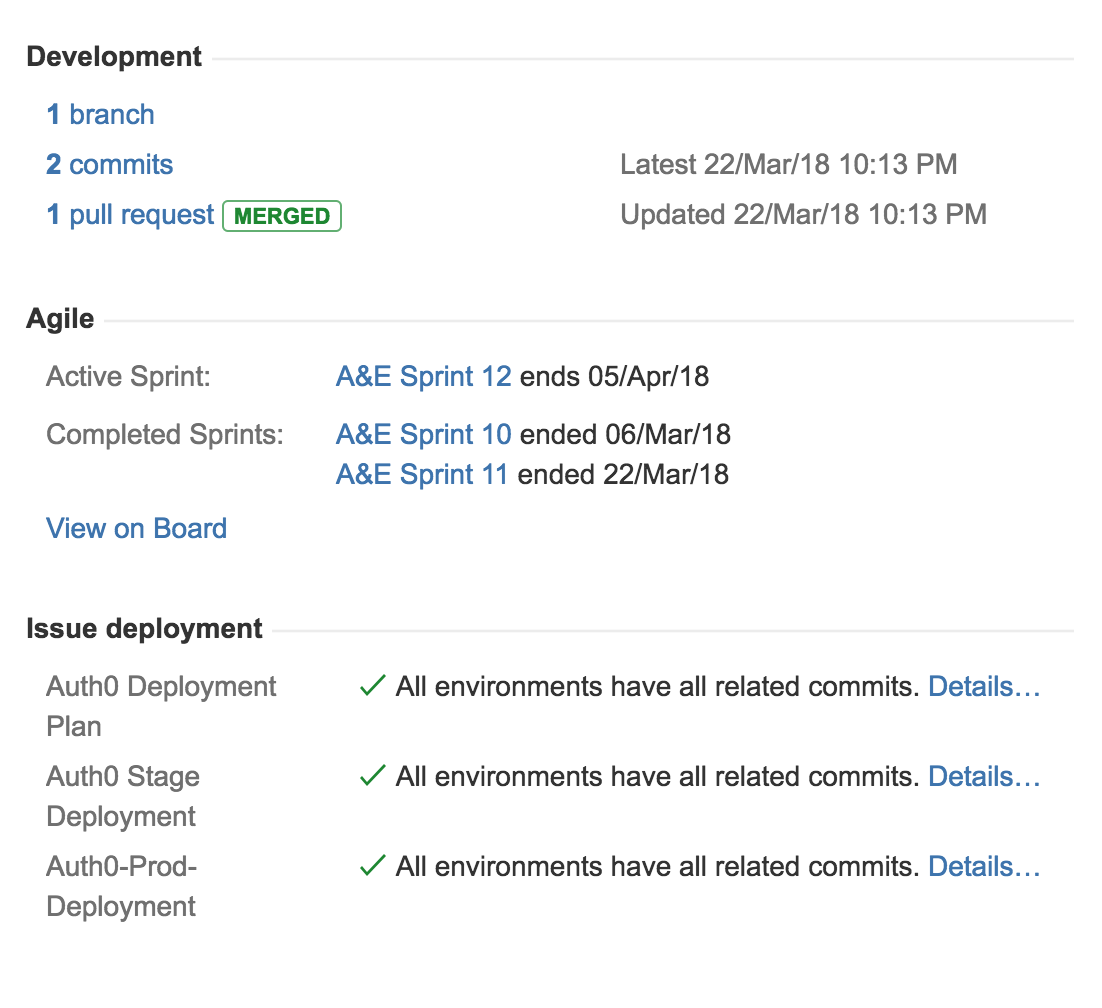 Development
1 branch
2 commits Latest 22/Mar/18 10:13 PM
1 pull request MERGED Updated 22/Mar/18 10:13 PM
Agile
Active Sprint: A&E Sprint 12 ends 05/Apr/18
Completed Sprints: A&E Sprint 10 ended 06/Mar/18
A&E Sprint 11 ended 22/Mar/18
View on Board
Issue deployment
Auth0 Deployment All environments have all related commits. Details…
Plan
Auth0 Stage All environments have all related commits. Details…
Deployment
Auth0-Prod- All environments have all related commits. Details…
Deployment